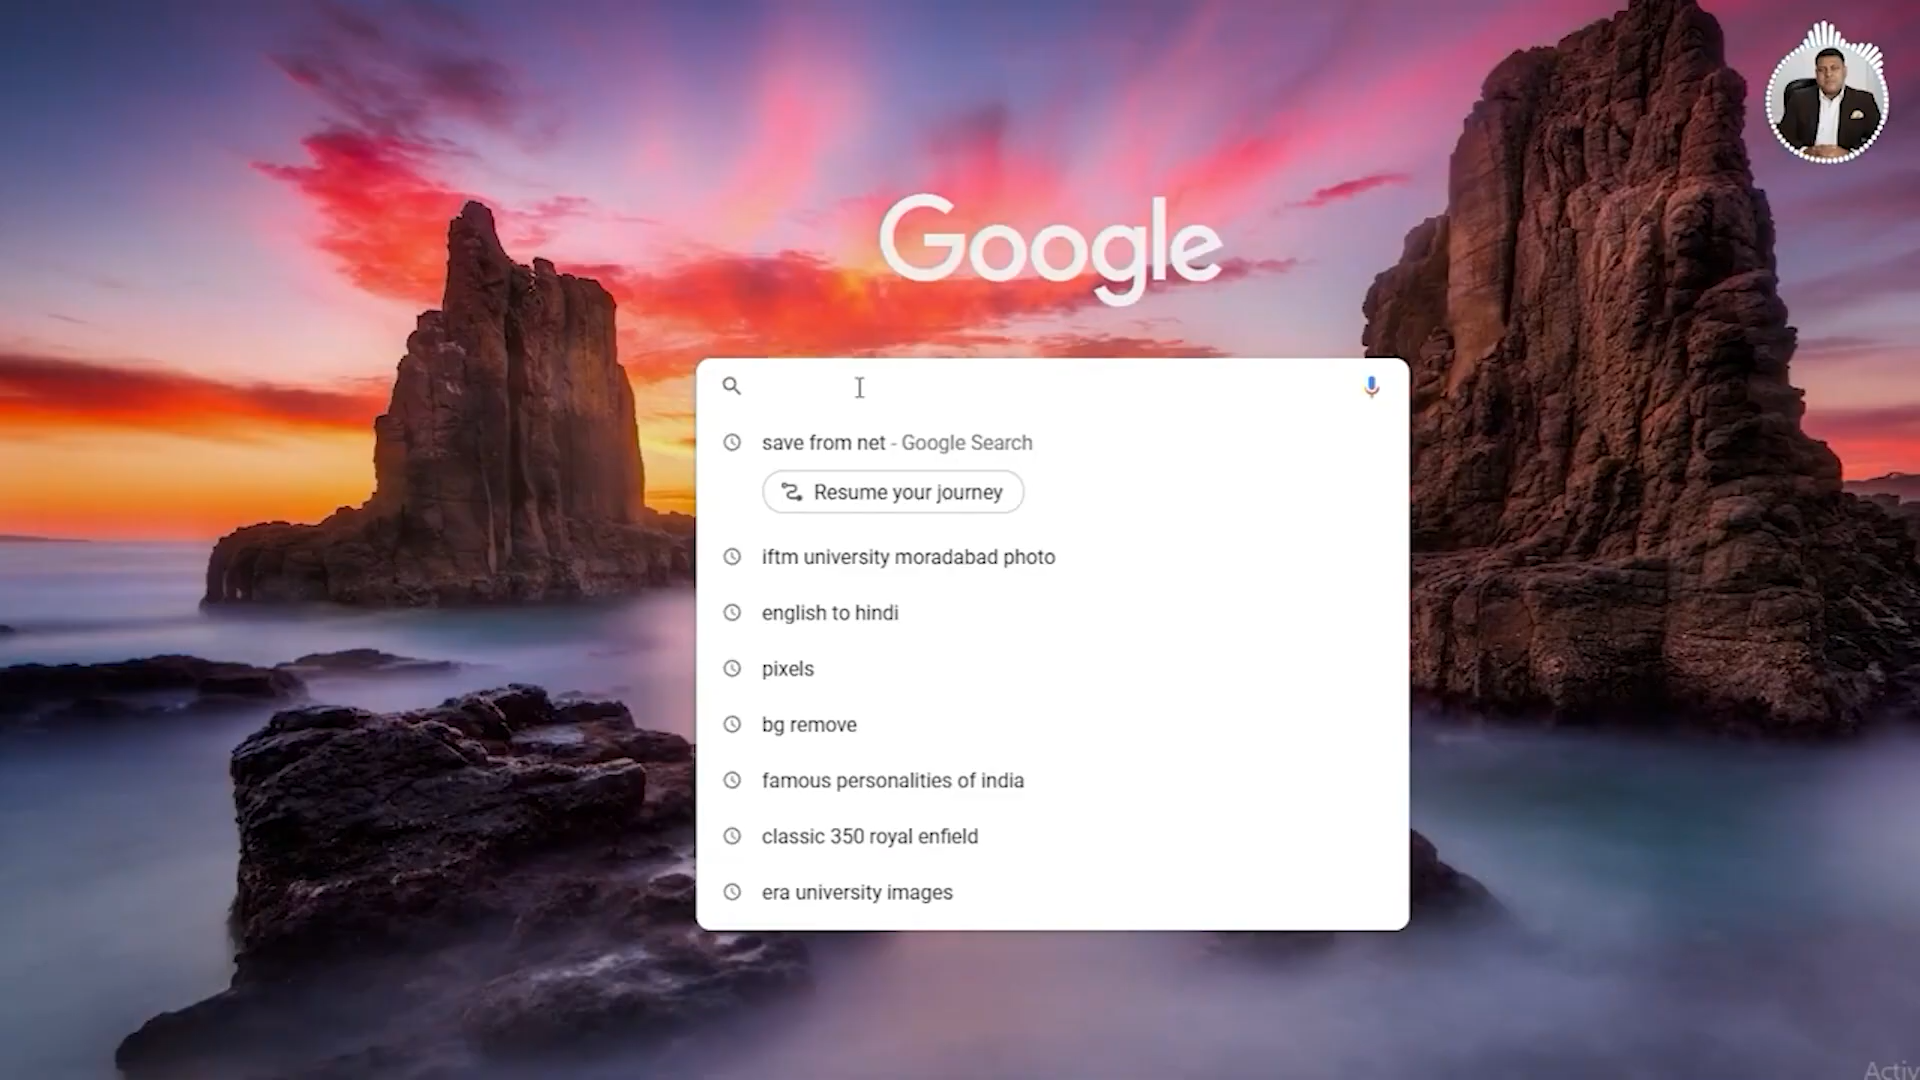 Google
save from net - Google Search
Resume your journey
iftm university moradabad photo
english to hindi
pixels
bg remove
famous personalities of india
classic 350 royal enfield
era university images